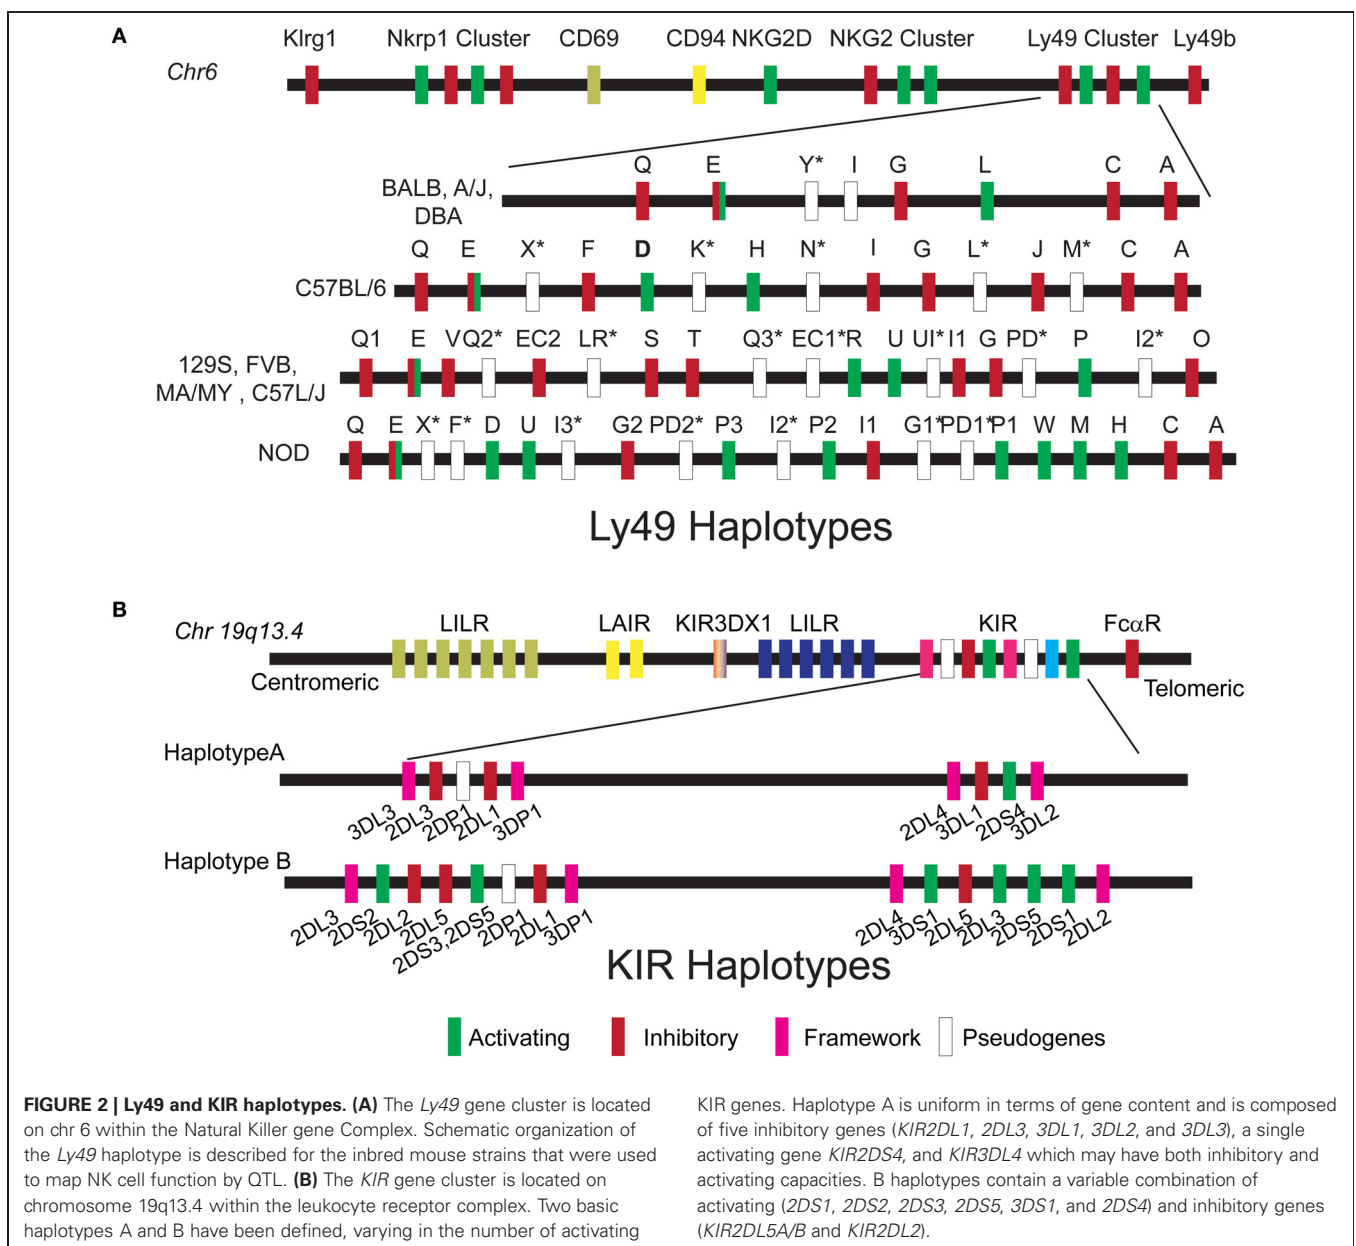 A
Klrg1 Nkrp1 Cluster CD69 CD94 NKG2D NKG2 Cluster Ly49 Cluster Ly49b
Chr6
Q E Y* I G L C A
BALB, A/J,
DBA
Q E X* F D K* H N* I G L* J M* C A
C57BL/6
Q1 E VQ2* EC2 LR* S T Q3* EC1*R U UI*I1 G PD* P I2* O
129S, FVB,
MA/MY , C57L/J
Q E X* F* D U I3* G2 PD2* P3 I2* P2 I1 G1*PD1*P1 W M H C A
NOD
Ly49 Haplotypes
B
Chr 19q13.4 LILR LAIR KIR3DX1 LILR KIR FcαR
Centromeric Telomeric
HaplotypeA
3DL3 2DL3 2DP1 2DL1 3DP1 2DL4 3DL1 2DS4 3DL2
Haplotype B
2DL3 2DS2 2DL2 2DL5 2DS3,2DS5 2DP1 2DL1 3DP1 2DL4 3DS1 2DL5 2DL3 2DS5 2DS1 2DL2
KIR Haplotypes
Activating Inhibitory Framework Pseudogenes
FIGURE 2 | Ly49 and KIR haplotypes. (A) The Ly49 gene cluster is located
on chr 6 within the Natural Killer gene Complex. Schematic organization of
the Ly49 haplotype is described for the inbred mouse strains that were used
to map NK cell function by QTL. (B) The KIR gene cluster is located on
chromosome 19q13.4 within the leukocyte receptor complex. Two basic
haplotypes A and B have been defined, varying in the number of activating
KIR genes. Haplotype A is uniform in terms of gene content and is composed
of five inhibitory genes (KIR2DL1, 2DL3, 3DL1, 3DL2, and 3DL3), a single
activating gene KIR2DS4, and KIR3DL4 which may have both inhibitory and
activating capacities. B haplotypes contain a variable combination of
activating (2DS1, 2DS2, 2DS3, 2DS5, 3DS1, and 2DS4) and inhibitory genes
(KIR2DL5A/B and KIR2DL2).